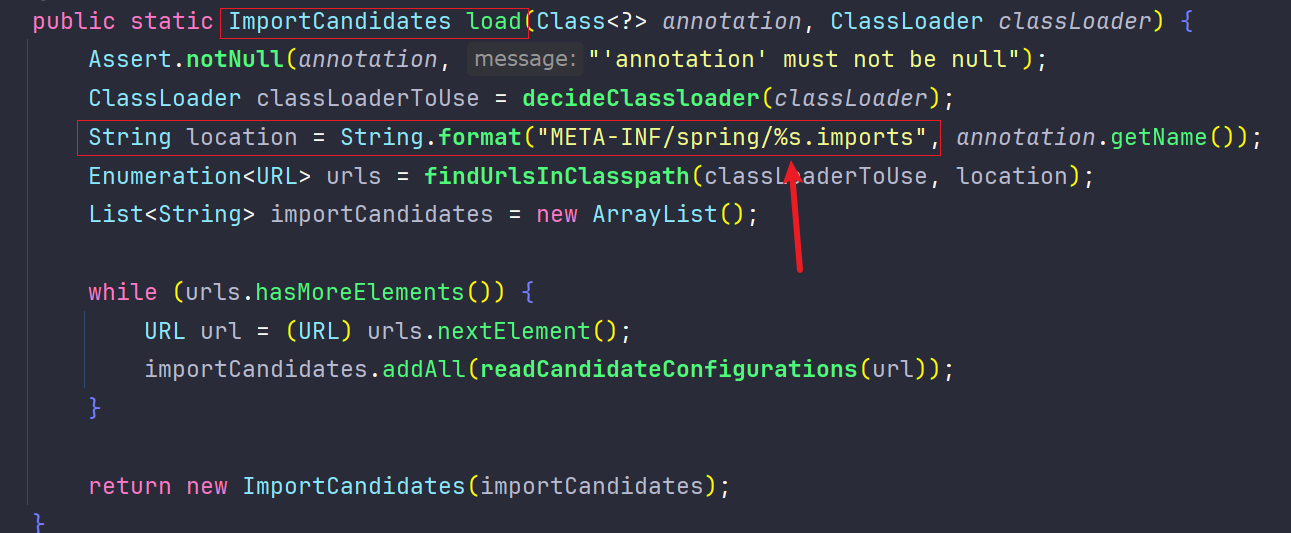 public static ImportCandidates load(Class<?> annotation, ClassLoader classLoader) {
Assert.notNull(annotation, message: "'annotation' must not be null");
ClassLoader classLoaderToUse = decideClassloader(classLoader);
String location = String.format("META-INF/spring/%s.imports", annotation.getName());
Enumeration<URL> urls = findUrlsInClasspath(classLoaderToUse, location);
List<String> importCandidates = new ArrayList();
while (urls.hasMoreElements()) {
URL url = (URL) urls.nextElement();
importCandidates.addAll(readCandidateConfigurations(url));
}
return new ImportCandidates(importCandidates);
}